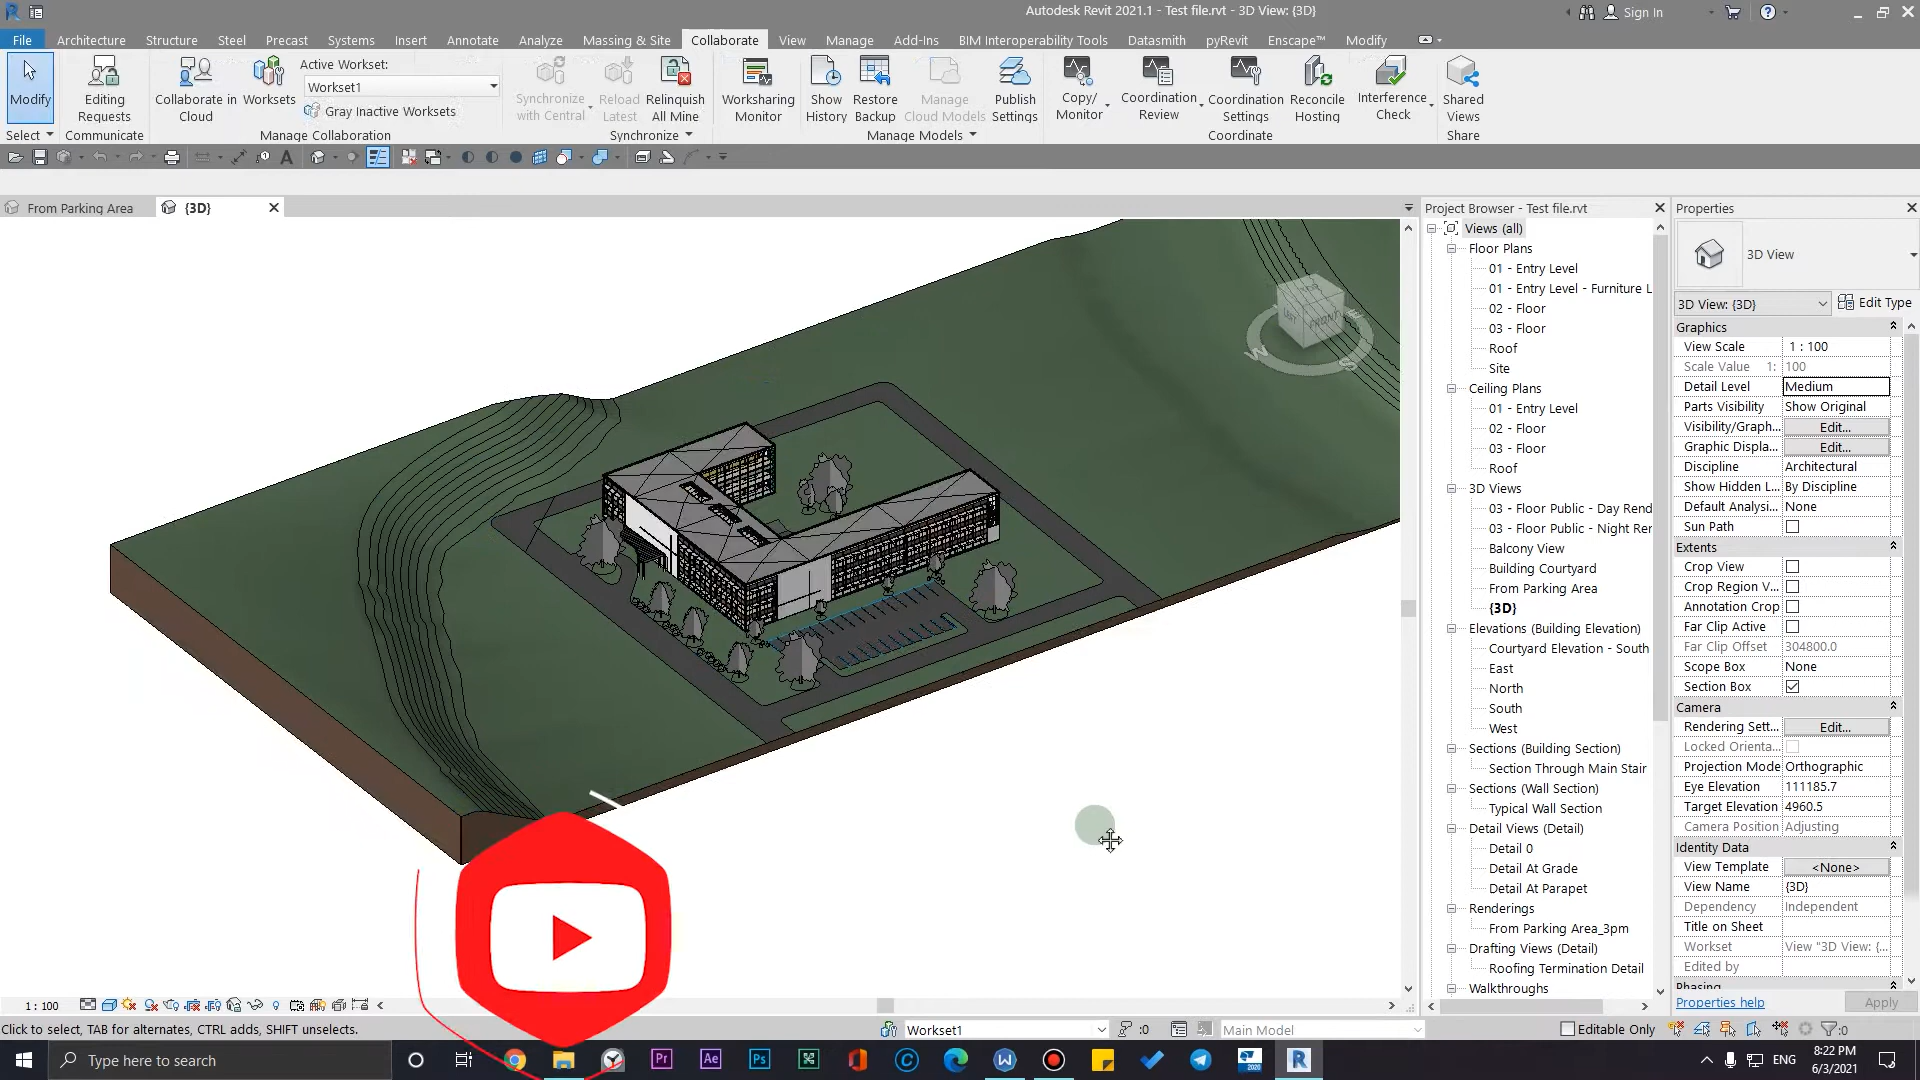 Autodesk Revit 2021.1 - Test file.rvt - 3D View: {3D}
Sign In
File Architecture Structure Steel Precast Systems Insert Annotate Analyze Massing & Site Collaborate View Manage Add-Ins BIM Interoperability Tools Datasmith pyRevit Enscape™ Modify
Modify
Editing Requests
Collaborate in Cloud
Worksets
Active Workset:
Workset1
Gray Inactive Worksets
Synchronize with Central
Reload Latest
Relinquish All Mine
Worksharing Monitor
Show History
Restore Backup
Manage Cloud Models
Publish Settings
Copy/ Monitor
Coordination Review
Coordination Settings
Reconcile Hosting
Interference Check
Shared Views
Select Communicate Manage Collaboration Synchronize Manage Models Coordinate Share
From Parking Area
{3D}
FRONT
W
S
Project Browser - Test file.rvt
Views (all)
Floor Plans
01 - Entry Level
01 - Entry Level - Furniture L
02 - Floor
03 - Floor
Roof
Site
Ceiling Plans
01 - Entry Level
02 - Floor
03 - Floor
Roof
3D Views
03 - Floor Public - Day Rend
03 - Floor Public - Night Rer
Balcony View
Building Courtyard
From Parking Area
{3D}
Elevations (Building Elevation)
Courtyard Elevation - South
East
North
South
West
Sections (Building Section)
Section Through Main Stair
Sections (Wall Section)
Typical Wall Section
Detail Views (Detail)
Detail 0
Detail At Grade
Detail At Parapet
Renderings
From Parking Area_3pm
Drafting Views (Detail)
Roofing Termination Detail
Walkthroughs
Properties
3D View
3D View: {3D} Edit Type
Graphics
View Scale 1 : 100
Scale Value 1: 100
Detail Level Medium
Parts Visibility Show Original
Visibility/Graph... Edit...
Graphic Displa... Edit...
Discipline Architectural
Show Hidden L... By Discipline
Default Analysi... None
Sun Path
Extents
Crop View
Crop Region V...
Annotation Crop
Far Clip Active
Far Clip Offset 304800.0
Scope Box None
Section Box
Camera
Rendering Sett... Edit...
Locked Orienta...
Projection Mode Orthographic
Eye Elevation 111185.7
Target Elevation 4960.5
Camera Position Adjusting
Identity Data
View Template <None>
View Name {3D}
Dependency Independent
Title on Sheet
Workset View "3D View: {...
Edited by
Phasing
Properties help Apply
1 : 100
Click to select, TAB for alternates, CTRL adds, SHIFT unselects.
Workset1
:0
Main Model
Editable Only
:0
Type here to search
Pr
Ae
Ps
2020
R
ENG
8:22 PM
6/3/2021